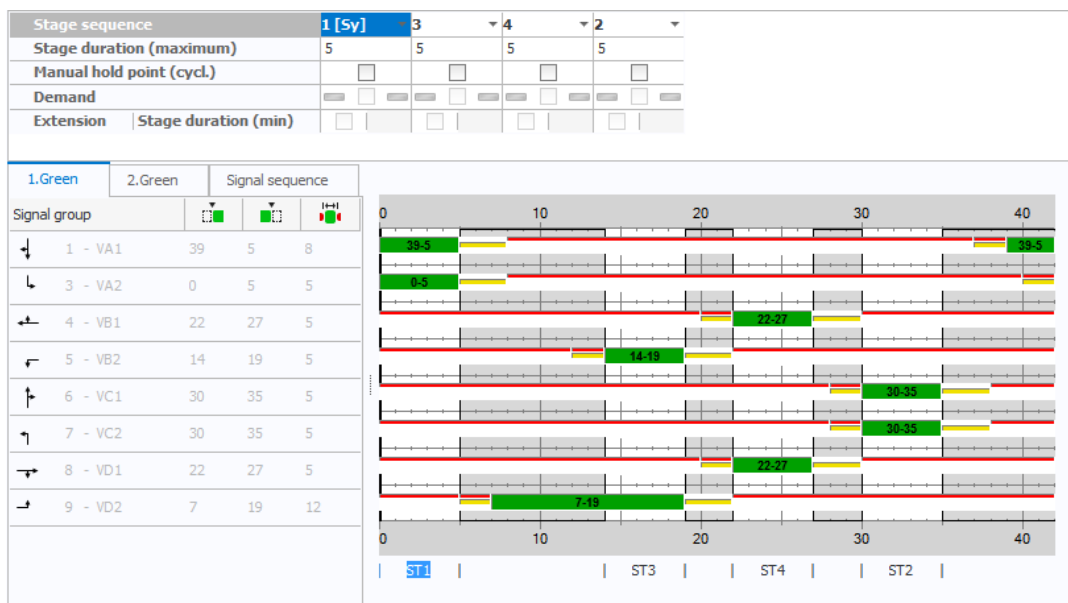 Stage sequence 1 [Sy] 3 4 2
Stage duration (maximum) 5 5 5 5
Manual hold point (cycl.)
Demand
Extension Stage duration (min)
1.Green 2.Green Signal sequence
Signal group
0 10 20 30 40
1 - VA1 39 5 8 39-5 39-5
3 - VA2 0 5 5 0-5
4 - VB1 22 27 5 22-27
5 - VB2 14 19 5 14-19
6 - VC1 30 35 5 30-35
7 - VC2 30 35 5 30-35
8 - VD1 22 27 5 22-27
9 - VD2 7 19 12 7-19
0 10 20 30 40
ST1 ST3 ST4 ST2